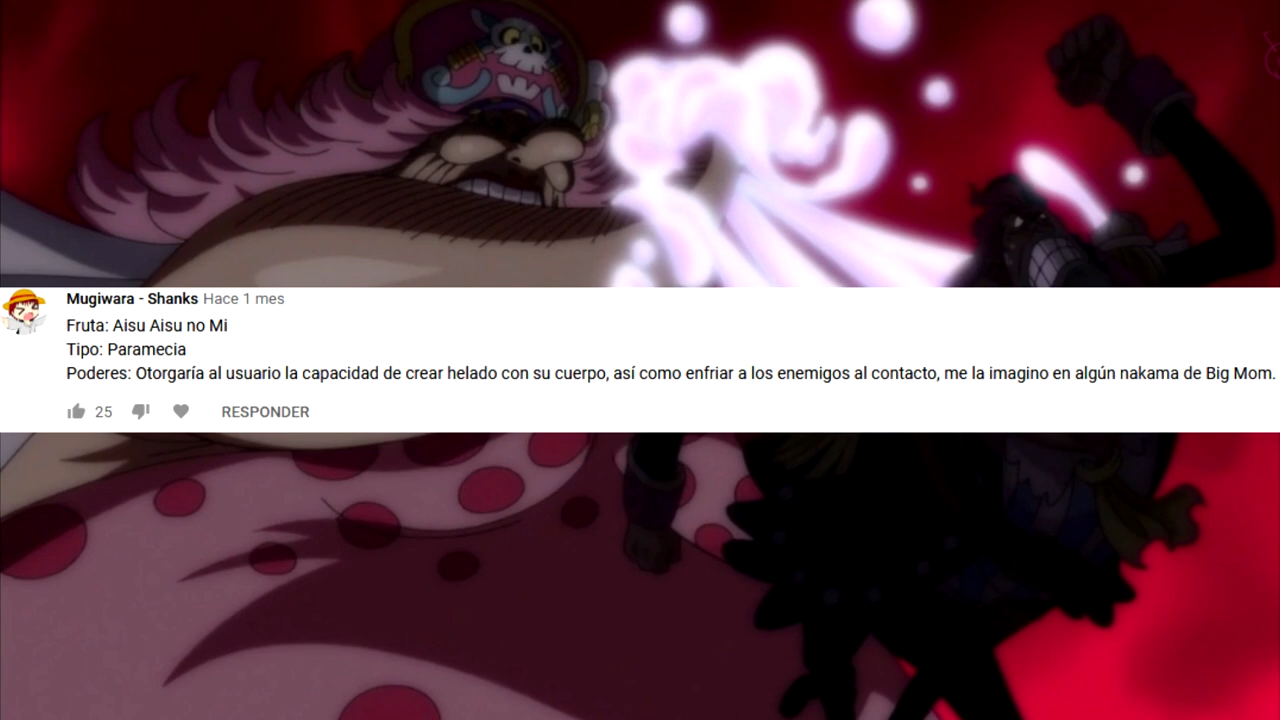 Mugiwara - Shanks Hace 1 mes
Fruta: Aisu Aisu no Mi
Tipo: Paramecia
Poderes: Otorgaría al usuario la capacidad de crear helado con su cuerpo, así como enfriar a los enemigos al contacto, me la imagino en algún nakama de Big Mom.
25 RESPONDER